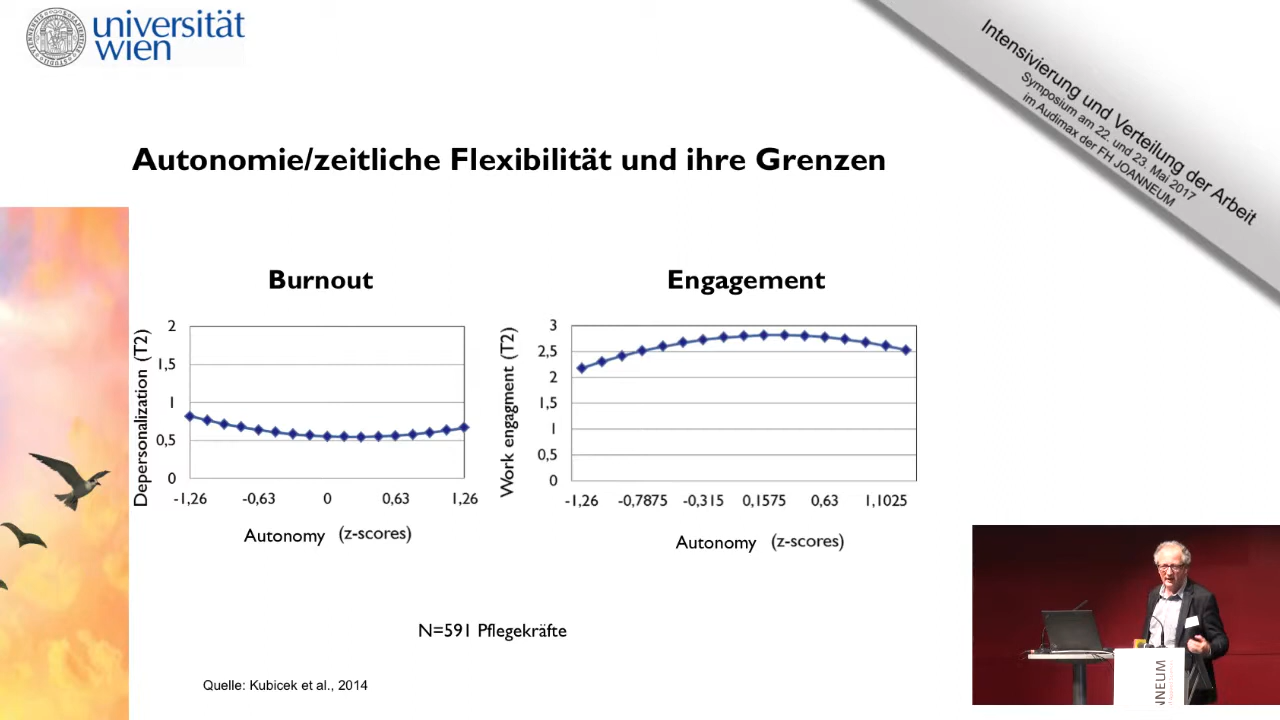 universität
wien
Intensivierung und Verteilung der Arbeit
Symposium am 22. und 23. Mai 2017
im Audimax der FH JOANNEUM
Autonomie/zeitliche Flexibilität und ihre Grenzen
Burnout
Depersonalization (T2)
2
1,5
1
0,5
0
-1,26 -0,63 0 0,63 1,26
Autonomy (z-scores)
Engagement
Work engagment (T2)
3
2,5
2
1,5
1
0,5
0
-1,26 -0,7875 -0,315 0,1575 0,63 1,1025
Autonomy (z-scores)
N=591 Pflegekräfte
Quelle: Kubicek et al., 2014
NNEUM